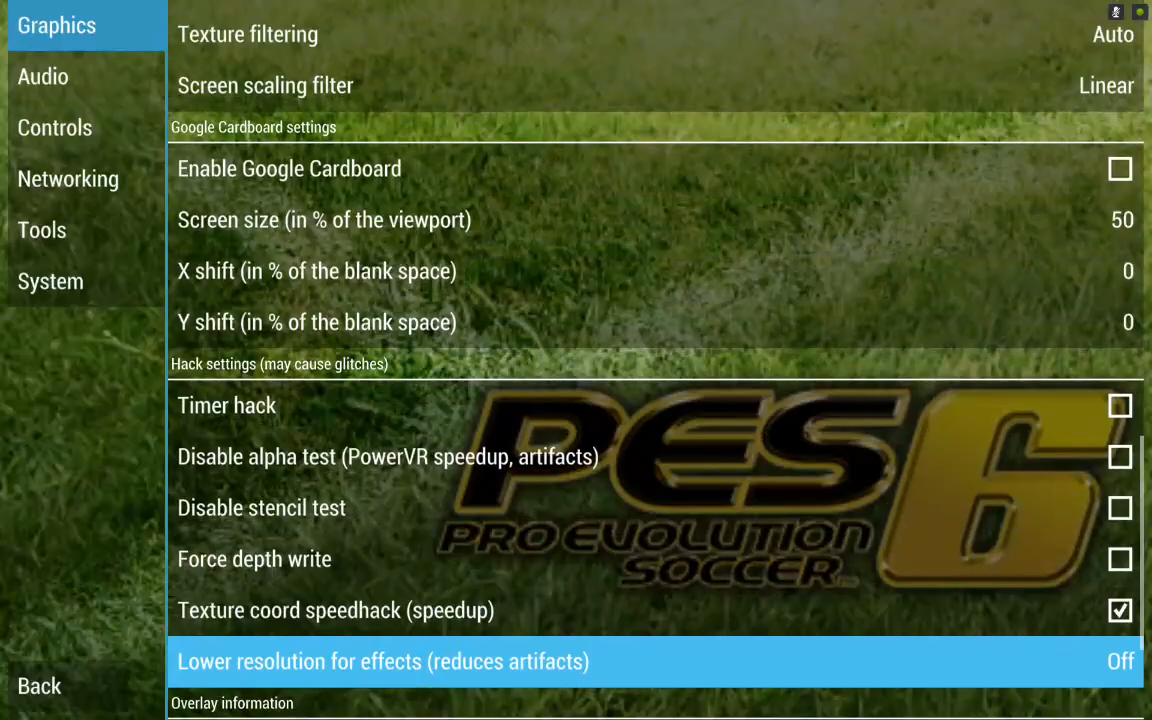 Graphics
Audio
Controls
Networking
Tools
System
Back
Texture filtering Auto
Screen scaling filter Linear
Google Cardboard settings
Enable Google Cardboard
Screen size (in % of the viewport) 50
X shift (in % of the blank space) 0
Y shift (in % of the blank space) 0
Hack settings (may cause glitches)
Timer hack
Disable alpha test (PowerVR speedup, artifacts)
Disable stencil test
Force depth write
Texture coord speedhack (speedup)
Lower resolution for effects (reduces artifacts) Off
Overlay information
PES 6
PRO EVOLUTION
SOCCER